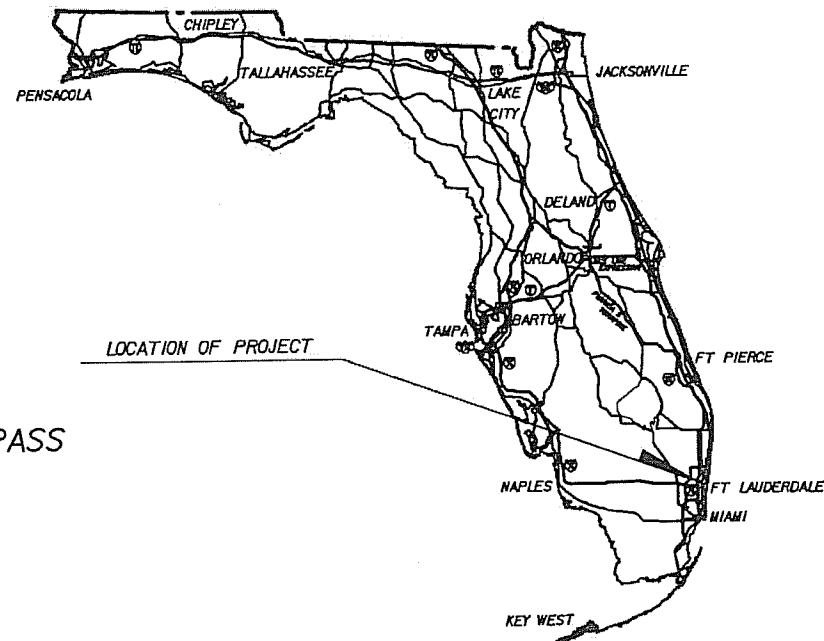 CHIPLEY
PENSACOLA
TALLAHASSEE
LAKE
CITY
JACKSONVILLE
DELAND
ORLANDO
TAMPA
BARTOW
LOCATION OF PROJECT
FT PIERCE
PASS
NAPLES
FT LAUDERDALE
MIAMI
KEY WEST